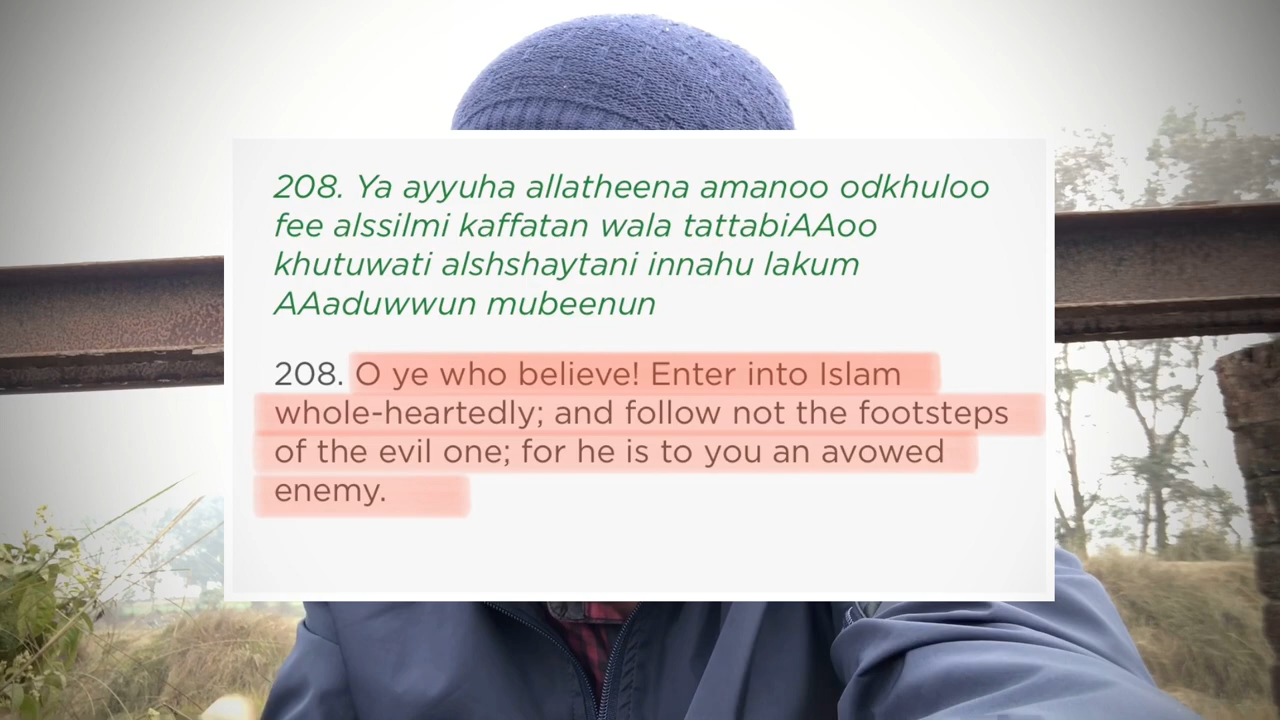 208. Ya ayyuha allatheena amanoo odkhuloo
fee alssilmi kaffatan wala tattabiAAoo
khutuwati alshshaytani innahu lakum
AAaduwwun mubeenun
208. O ye who believe! Enter into Islam
whole-heartedly; and follow not the footsteps
of the evil one; for he is to you an avowed
enemy.